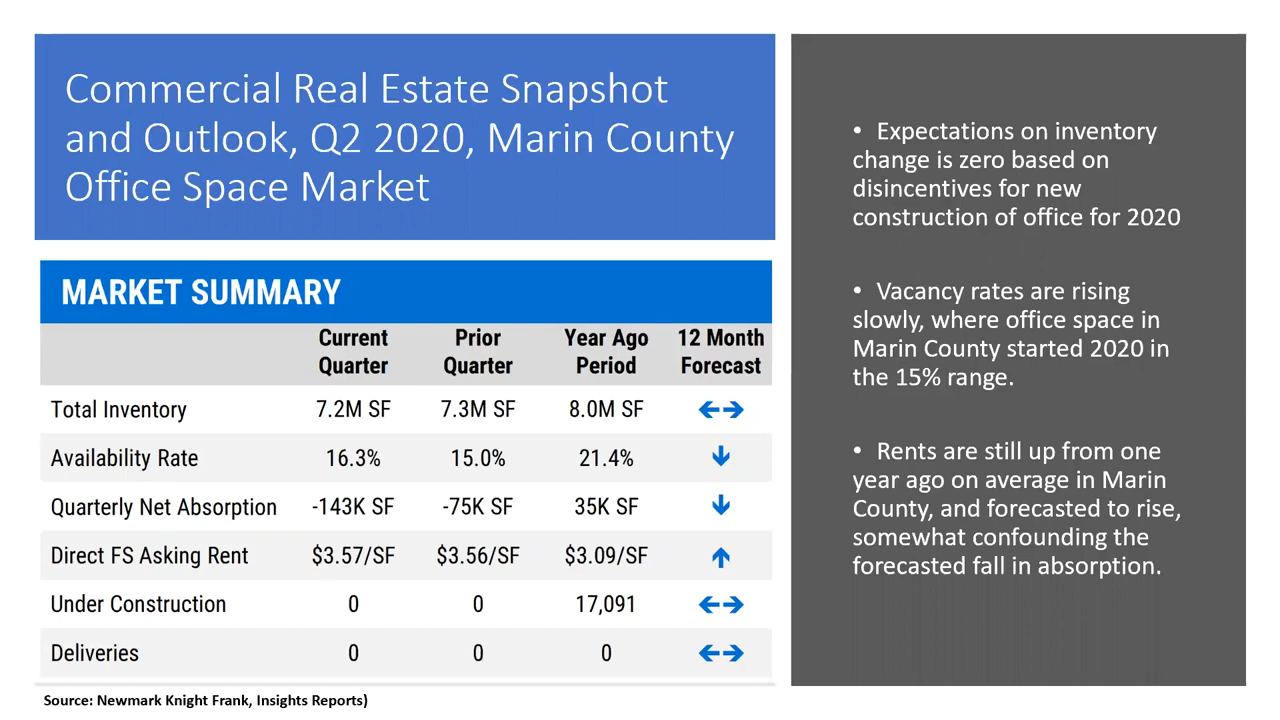 Commercial Real Estate Snapshot
and Outlook, Q2 2020, Marin County
Office Space Market
MARKET SUMMARY
Current Quarter Prior Quarter Year Ago Period 12 Month Forecast
Total Inventory 7.2M SF 7.3M SF 8.0M SF ←→
Availability Rate 16.3% 15.0% 21.4% ↓
Quarterly Net Absorption -143K SF -75K SF 35K SF ↓
Direct FS Asking Rent $3.57/SF $3.56/SF $3.09/SF ↑
Under Construction 0 0 17,091 ←→
Deliveries 0 0 0 ←→
Source: Newmark Knight Frank, Insights Reports)
• Expectations on inventory
change is zero based on
disincentives for new
construction of office for 2020
• Vacancy rates are rising
slowly, where office space in
Marin County started 2020 in
the 15% range.
• Rents are still up from one
year ago on average in Marin
County, and forecasted to rise,
somewhat confounding the
forecasted fall in absorption.